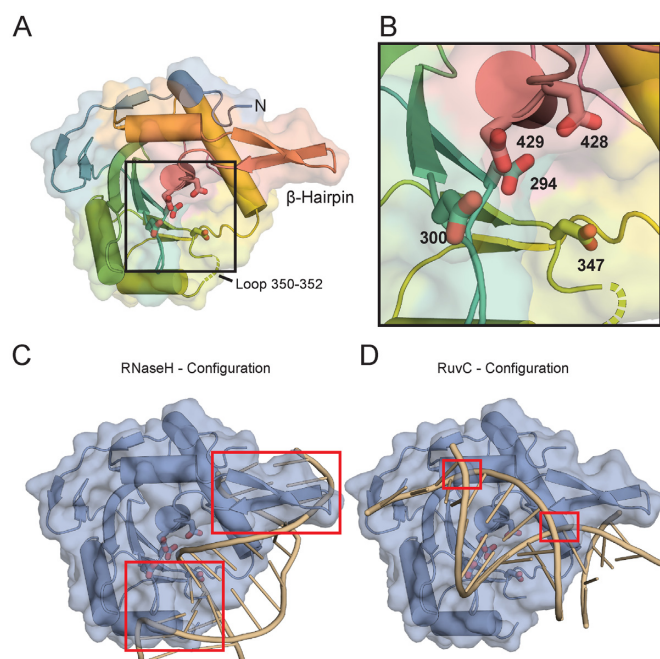 A
B
N
β-Hairpin
Loop 350-352
429
428
294
300
347
C
D
RNaseH - Configuration
RuvC - Configuration